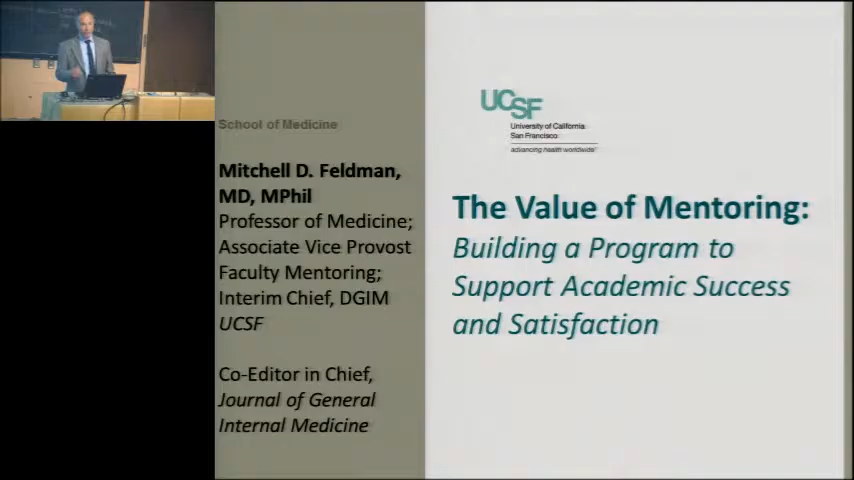 School of Medicine
Mitchell D. Feldman,
MD, MPhil
Professor of Medicine;
Associate Vice Provost
Faculty Mentoring;
Interim Chief, DGIM
UCSF
Co-Editor in Chief,
Journal of General
Internal Medicine
UCSF
University of California
San Francisco
advancing health worldwide
The Value of Mentoring:
Building a Program to
Support Academic Success
and Satisfaction